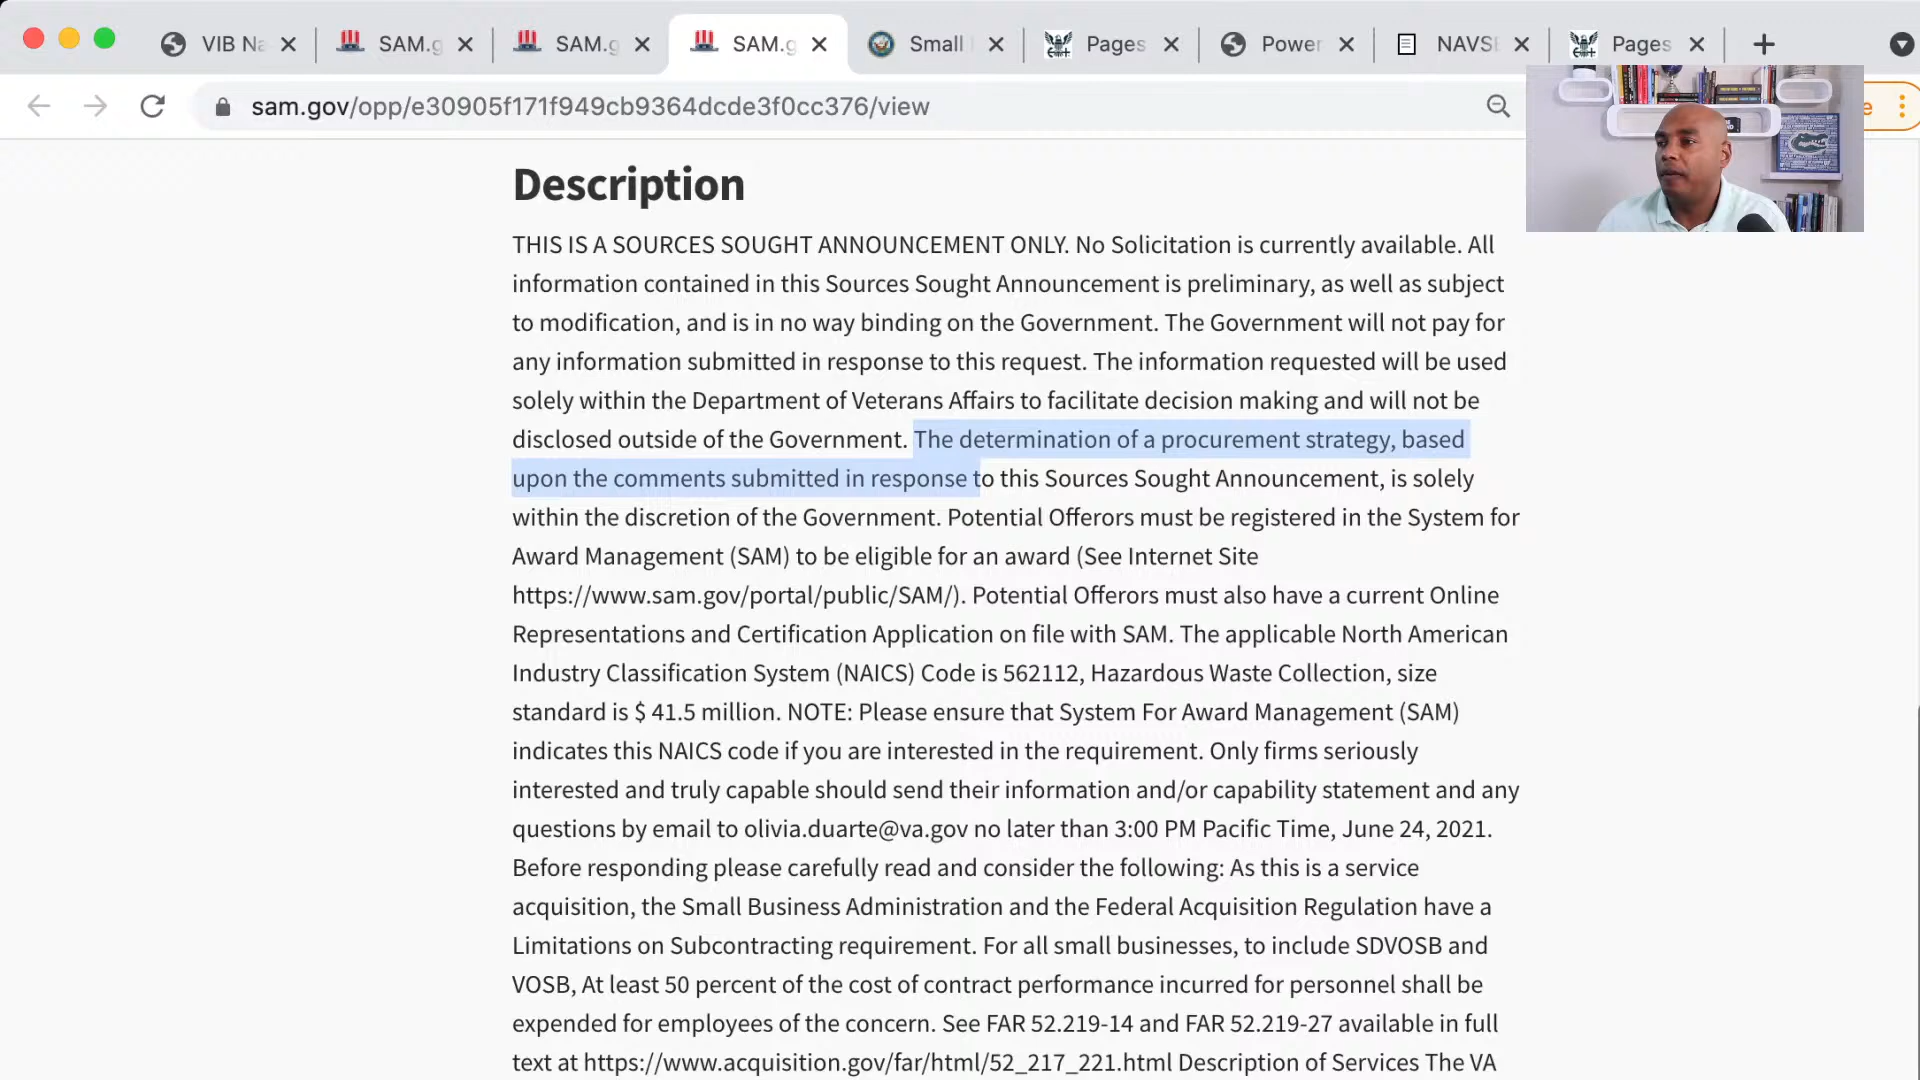 VIB Na
SAM.g
SAM.g
SAM.g
Small
Pages
Power
NAVSE
Pages
sam.gov/opp/e30905f171f949cb9364dcde3f0cc376/view
e
Description
THIS IS A SOURCES SOUGHT ANNOUNCEMENT ONLY. No Solicitation is currently available. All
information contained in this Sources Sought Announcement is preliminary, as well as subject
to modification, and is in no way binding on the Government. The Government will not pay for
any information submitted in response to this request. The information requested will be used
solely within the Department of Veterans Affairs to facilitate decision making and will not be
disclosed outside of the Government. The determination of a procurement strategy, based
upon the comments submitted in response to this Sources Sought Announcement, is solely
within the discretion of the Government. Potential Offerors must be registered in the System for
Award Management (SAM) to be eligible for an award (See Internet Site
https://www.sam.gov/portal/public/SAM/). Potential Offerors must also have a current Online
Representations and Certification Application on file with SAM. The applicable North American
Industry Classification System (NAICS) Code is 562112, Hazardous Waste Collection, size
standard is $ 41.5 million. NOTE: Please ensure that System For Award Management (SAM)
indicates this NAICS code if you are interested in the requirement. Only firms seriously
interested and truly capable should send their information and/or capability statement and any
questions by email to olivia.duarte@va.gov no later than 3:00 PM Pacific Time, June 24, 2021.
Before responding please carefully read and consider the following: As this is a service
acquisition, the Small Business Administration and the Federal Acquisition Regulation have a
Limitations on Subcontracting requirement. For all small businesses, to include SDVOSB and
VOSB, At least 50 percent of the cost of contract performance incurred for personnel shall be
expended for employees of the concern. See FAR 52.219-14 and FAR 52.219-27 available in full
text at https://www.acquisition.gov/far/html/52_217_221.html Description of Services The VA